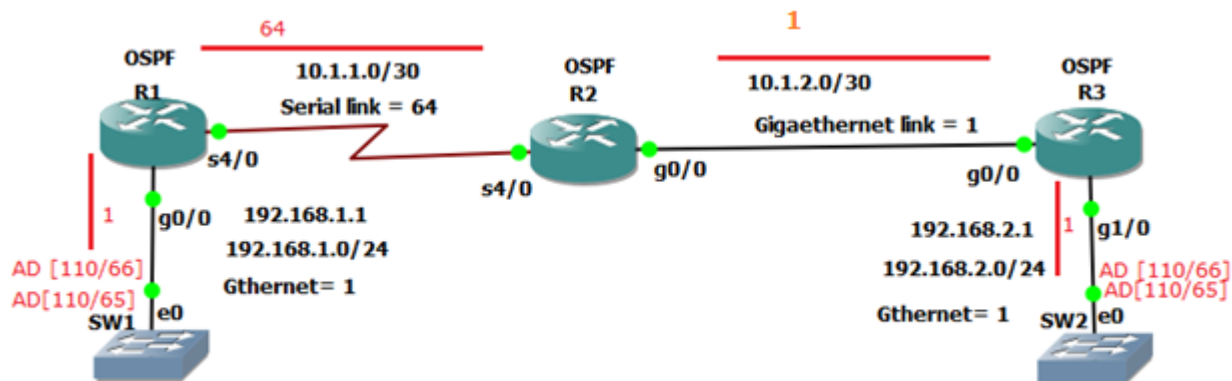 64
1
OSPF
R1
10.1.1.0/30
Serial link = 64
OSPF
R2
10.1.2.0/30
Gigaethernet link = 1
OSPF
R3
s4/0
s4/0
g0/0
g0/0
1
g0/0
192.168.1.1
192.168.1.0/24
Gthernet= 1
AD [110/66]
AD[110/65]
e0
SW1
192.168.2.1
1
g1/0
192.168.2.0/24
AD [110/66]
AD[110/65]
Gthernet= 1
SW2
e0